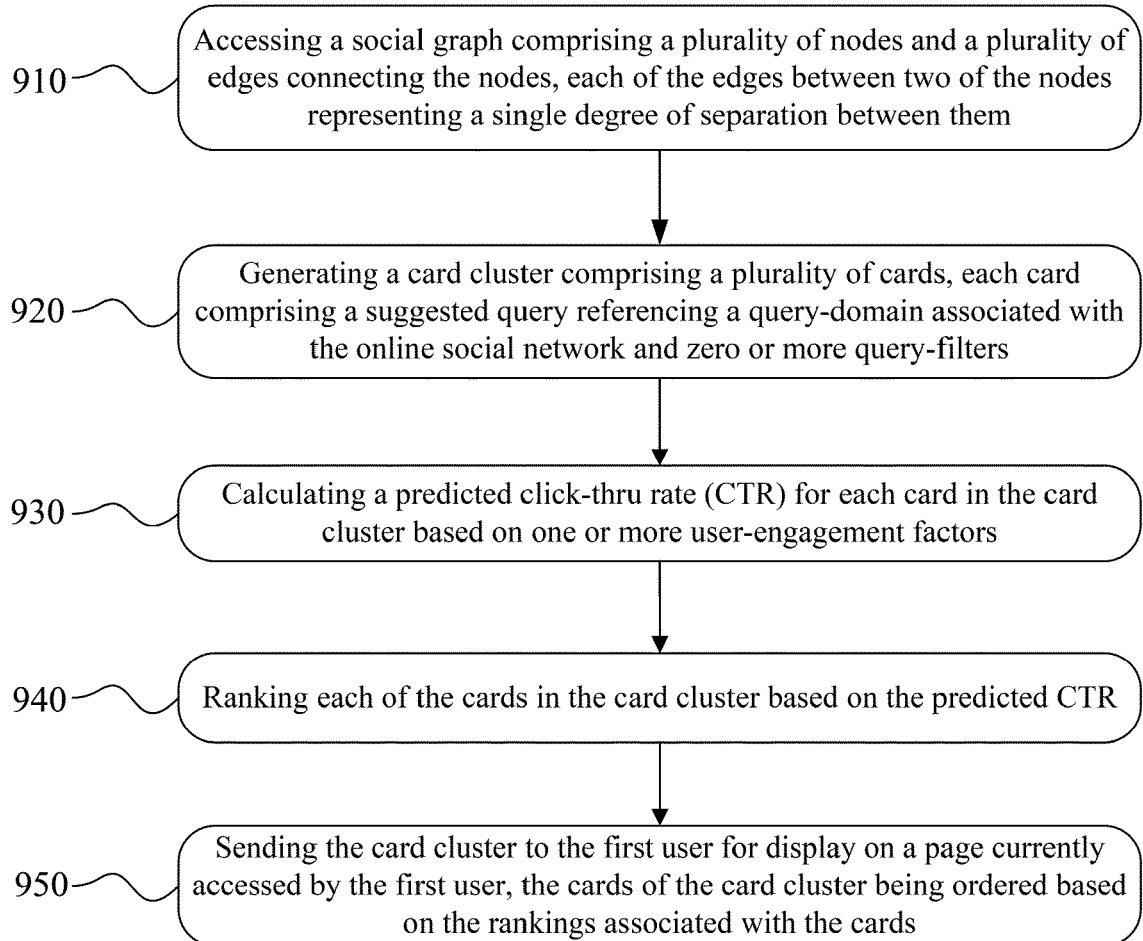 Accessing a social graph comprising a plurality of nodes and a plurality of
910
edges connecting the nodes, each of the edges between two of the nodes
representing a single degree of separation between them
Generating a card cluster comprising a plurality of cards, each card
920
comprising a suggested query referencing a query-domain associated with
the online social network and zero or more query-filters
930
Calculating a predicted click-thru rate (CTR) for each card in the card
cluster based on one or more user-engagement factors
940
Ranking each of the cards in the card cluster based on the predicted CTR
Sending the card cluster to the first user for display on a page currently
950
accessed by the first user, the cards of the card cluster being ordered based
on the rankings associated with the cards